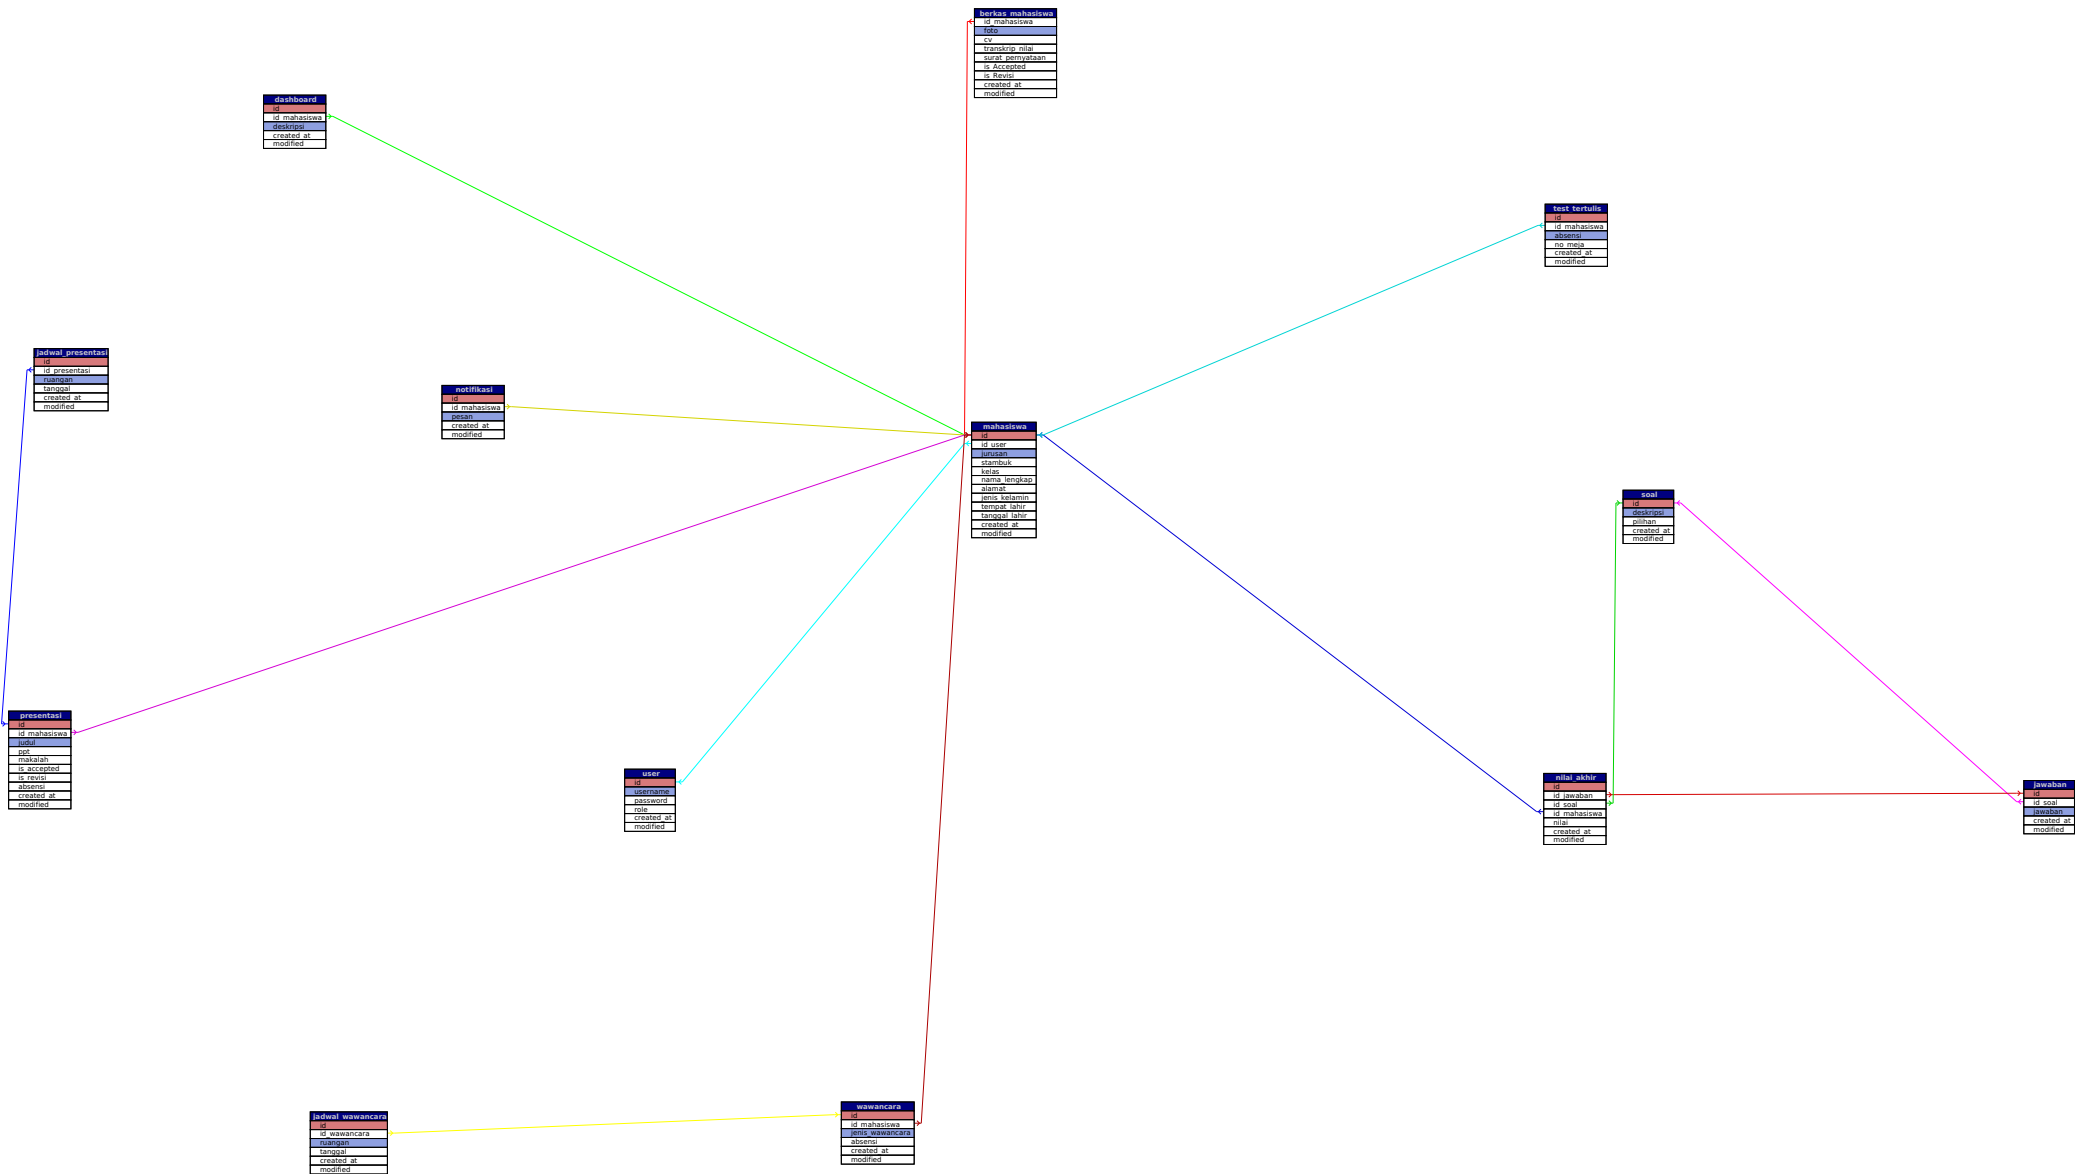 berkas_mahasiswa
id_mahasiswa
foto
cv
transkrip_nilai
surat_pernyataan
is_Accepted
is_Revisi
created_at
modified
dashboard
id
id_mahasiswa
deskripsi
created_at
modified
test_tertulis
id
id_mahasiswa
absensi
no_meja
created_at
modified
jadwal_presentasi
id
id_presentasi
ruangan
tanggal
created_at
modified
notifikasi
id
id_mahasiswa
pesan
created_at
modified
mahasiswa
id
id_user
jurusan
stambuk
kelas
nama_lengkap
alamat
jenis_kelamin
tempat_lahir
tanggal_lahir
created_at
modified
soal
id
deskripsi
pilihan
created_at
modified
presentasi
id
id_mahasiswa
judul
ppt
makalah
is_accepted
is_revisi
absensi
created_at
modified
user
id
username
password
role
created_at
modified
nilai_akhir
id
id_jawaban
id_soal
id_mahasiswa
nilai
created_at
modified
jawaban
id
id_soal
jawaban
created_at
modified
jadwal_wawancara
id
id_wawancara
ruangan
tanggal
created_at
modified
wawancara
id
id_mahasiswa
jenis_wawancara
absensi
created_at
modified